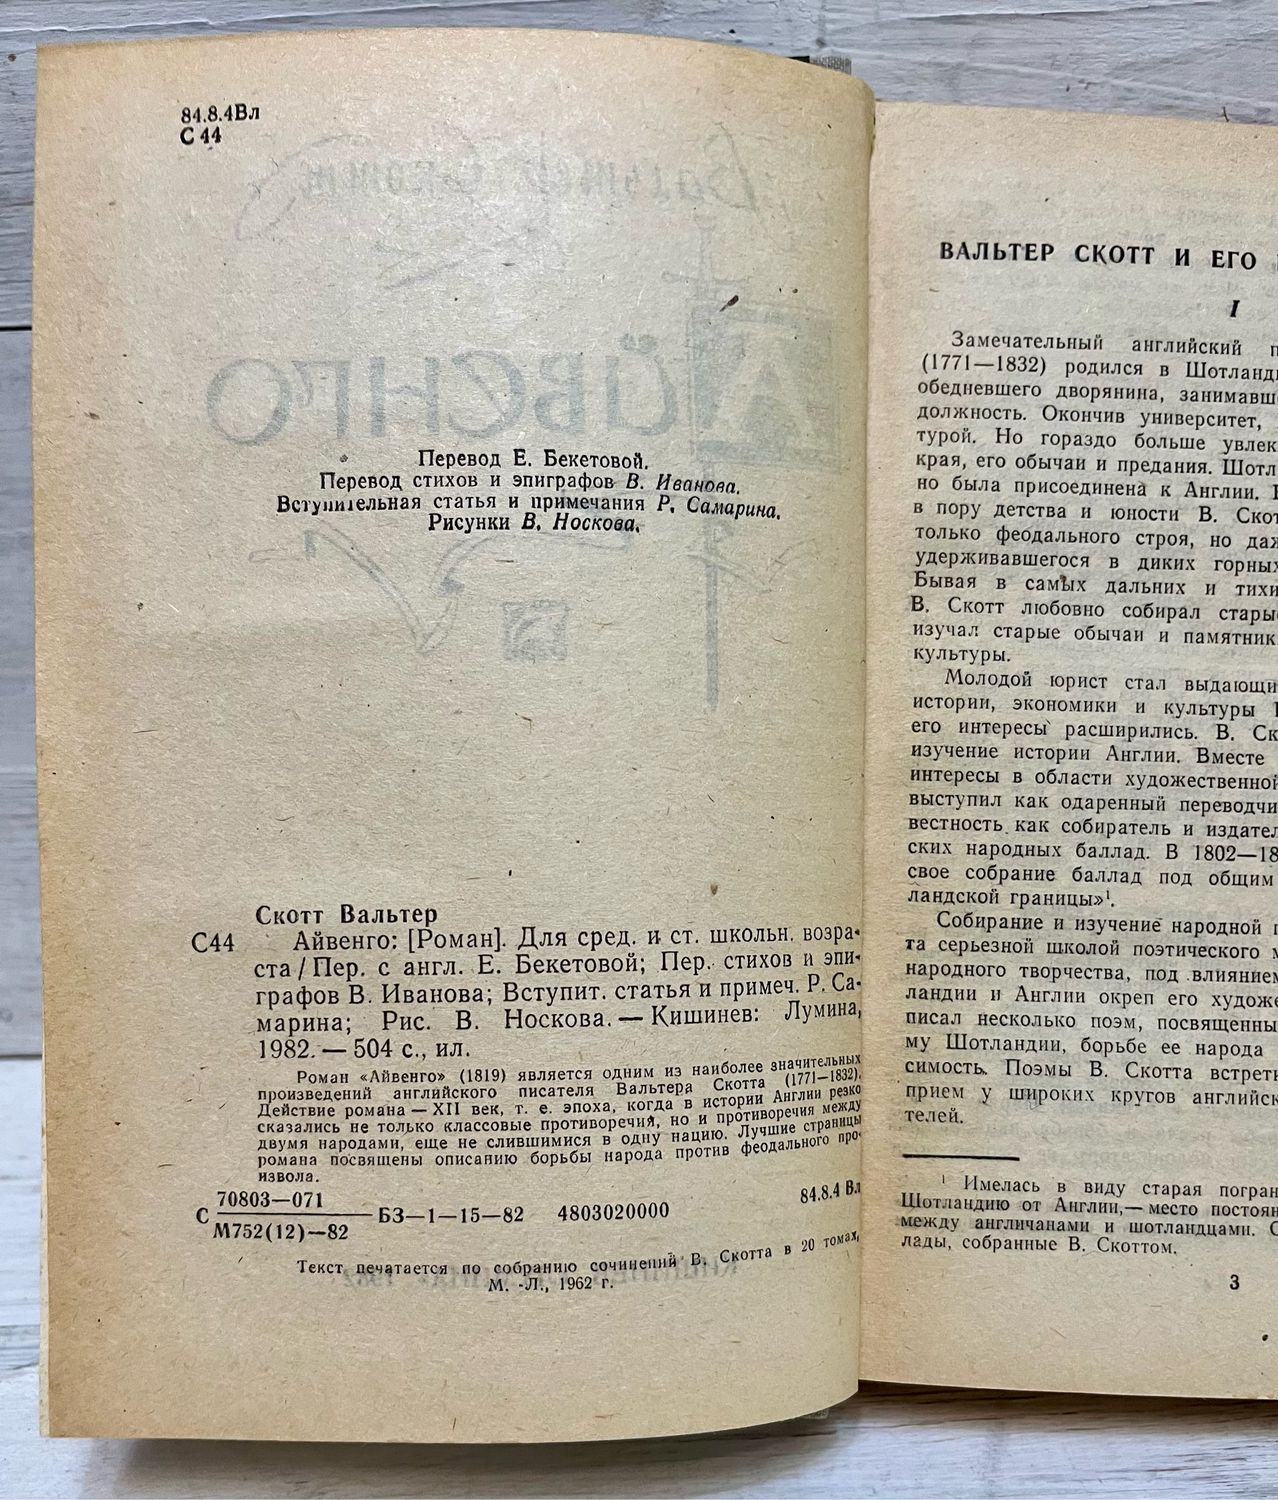 84.8.4Вл
С 44
Перевод Е. Бекетовой.
Перевод стихов и эпиграфов В. Иванова.
Вступительная статья и примечания Р. Самарина.
Рисунки В. Носкова.
Скотт Вальтер
С44 Айвенго: [Роман]. Для сред. и ст. школьн. возра-
ста / Пер. с англ. Е. Бекетовой; Пер. стихов и эпи-
графов В. Иванова; Вступит. статья и примеч. Р. Са-
марина; Рис. В. Носкова. — Кишинев: Лумина,
1982. — 504 с., ил.
Роман «Айвенго» (1819) является одним из наиболее значительных
произведений английского писателя Вальтера Скотта (1771—1832).
Действие романа — XII век, т. е. эпоха, когда в истории Англии резко
сказались не только классовые противоречий, но и противоречия между
двумя народами, еще не слившимися в одну нацию. Лучшие страницы
романа посвящены описанию борьбы народа против феодального про-
извола.
С 70803—071
М752(12)—82
БЗ—1—15—82 4803020000 84.8.4 Вл
Текст печатается по собранию сочинений В. Скотта в 20 томах,
М. -Л., 1962 г.
ВАЛЬТЕР СКОТТ И ЕГО
I
Замечательный английский
(1771—1832) родился в Шотланд
обедневшего дворянина, занимавш
должность. Окончив университет,
турой. Но гораздо больше увлек
края, его обычаи и предания. Шотл
но была присоединена к Англии.
в пору детства и юности В. Скот
только феодального строя, но даж
удерживавшегося в диких горных
Бывая в самых дальних и тихи
В. Скотт любовно собирал стары
изучал старые обычаи и памятник
культуры.
Молодой юрист стал выдающи
истории, экономики и культуры
его интересы расширились. В. Ск
изучение истории Англии. Вместе
интересы в области художественной
выступил как одаренный переводчи
вестность как собиратель и издател
ских народных баллад. В 1802—18
свое собрание баллад под общим
ландской границы»¹.
Собирание и изучение народной
та серьезной школой поэтического
народного творчества, под влиянием
ландии и Англии окреп его художе
писал несколько поэм, посвященны
му Шотландии, борьбе ее народа
симость. Поэмы В. Скотта встрети
прием у широких кругов английск
телей.
¹ Имелась в виду старая погран
Шотландию от Англии,— место постоян
между англичанами и шотландцами. С
лады, собранные В. Скоттом.
3